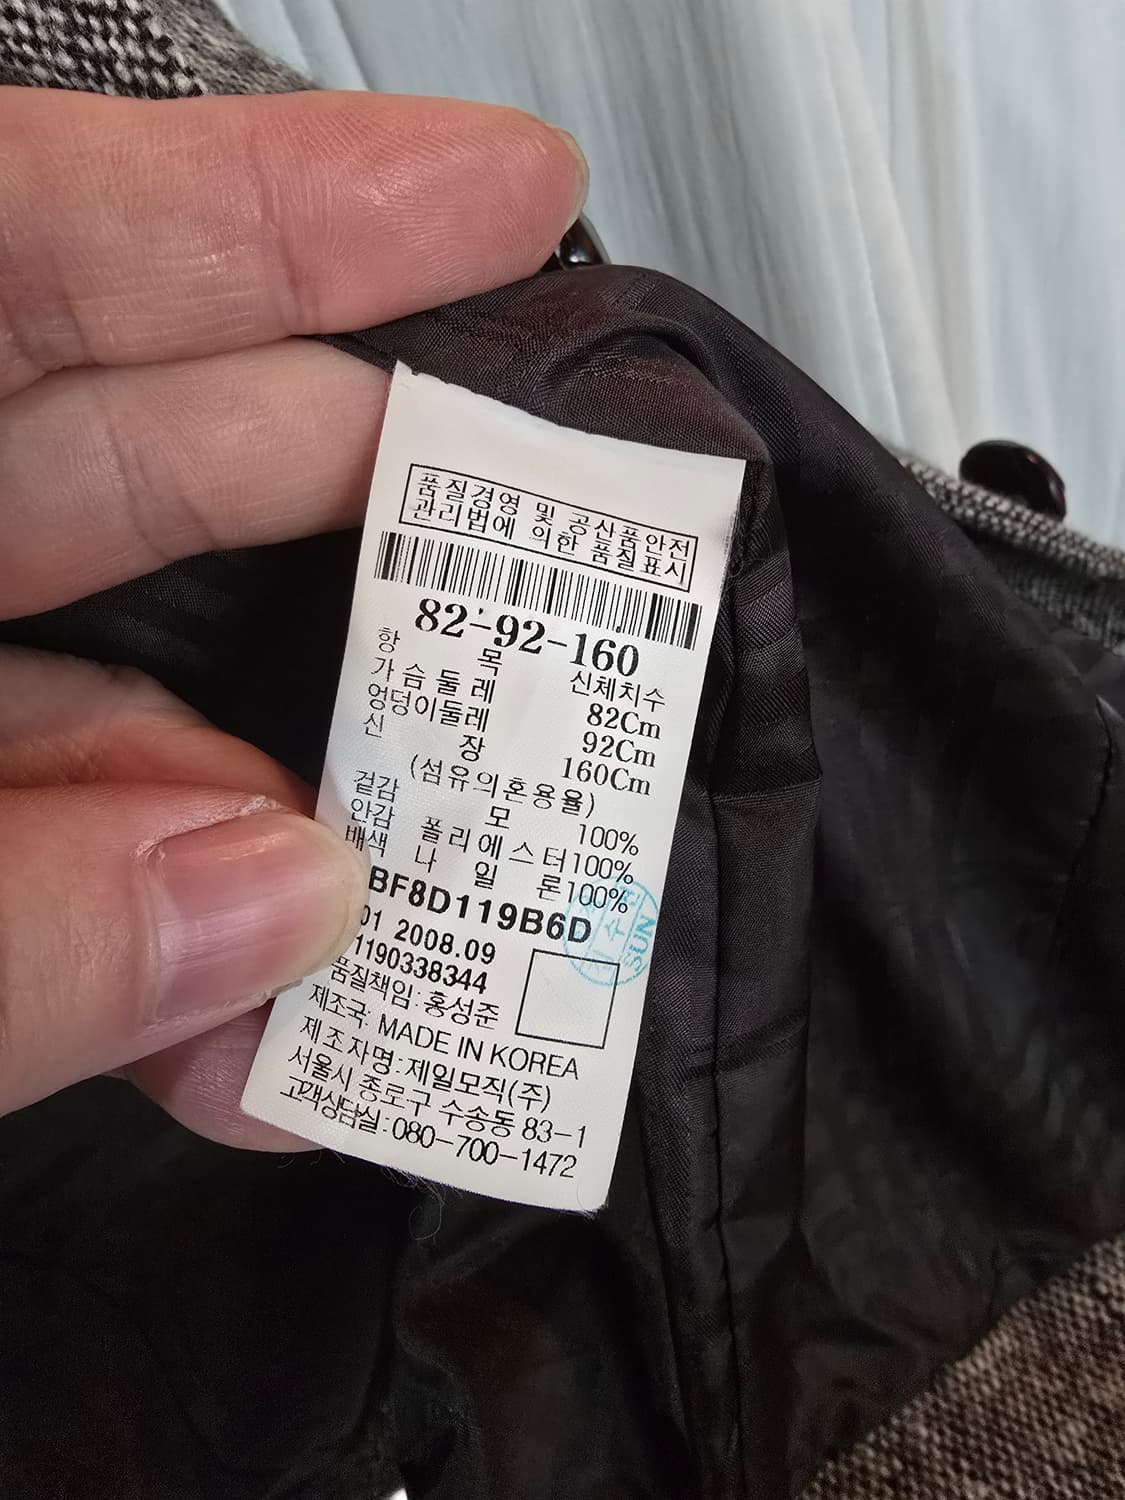 품질경영 및 공산품안전
관리법에 의한 품질표시
82-92-160
항 목 신체치수
가슴둘레 82Cm
엉덩이둘레 92Cm
신 장 160Cm
(섬유의혼용율)
겉감 모 100%
안감 폴리에스터100%
배색 나 일 론100%
BF8D119B6D
01 2008.09
1190338344
품질책임:홍성준
제조국: MADE IN KOREA
제조자명:제일모직(주)
서울시 종로구 수송동 83-1
고객상담실:080-700-1472
SUN